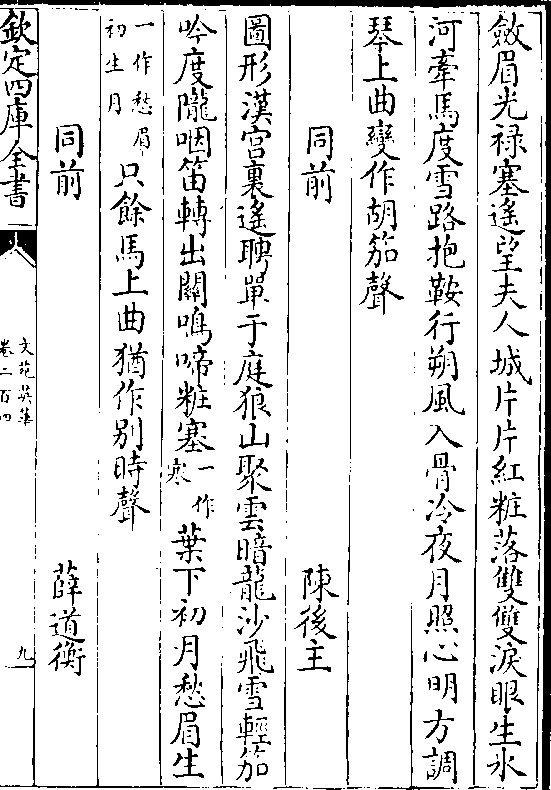 斂眉光祿塞遙望夫人城片片紅粧落雙雙淚眼生氷
河牽馬度雪路抱鞍行朔風入骨冷夜月照心明方調
琴上曲變作胡笳聲
同前 陳後主
圖形漢宮裏遙聘單于庭狼山聚雲暗龍沙飛雪輕笳
吟度隴咽笛轉出關鳴啼粧塞一作寒葉下初月愁眉生
一作愁眉初生月只餘馬上曲猶作別時聲
同前 薛道衡
欽定四庫全書 文苑英華卷二百四 九